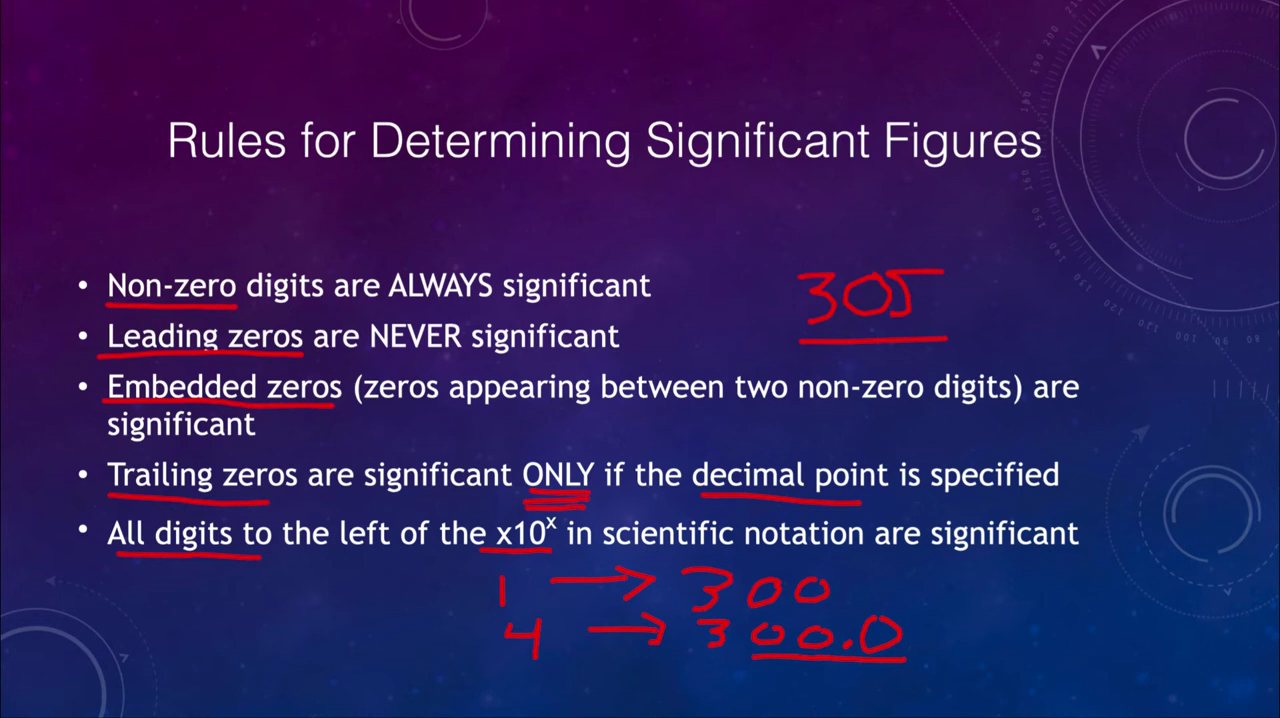 Rules for Determining Significant Figures
• Non-zero digits are ALWAYS significant
305
• Leading zeros are NEVER significant
• Embedded zeros (zeros appearing between two non-zero digits) are
significant
• Trailing zeros are significant ONLY if the decimal point is specified
• All digits to the left of the x10ˣ in scientific notation are significant
1 → 300
4 → 300.0